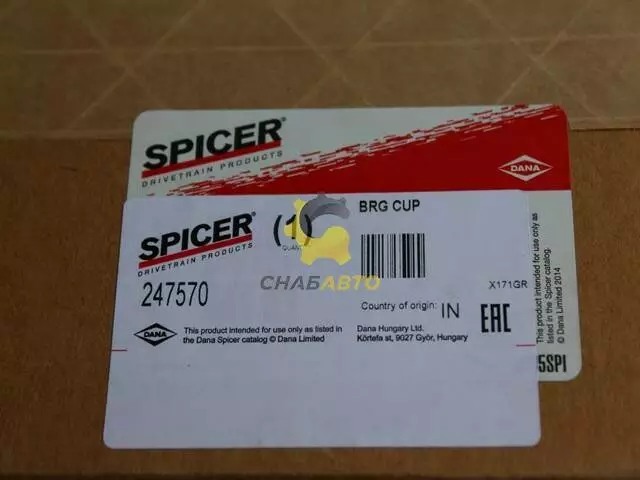 SPICER®
DRIVETRAIN PRODUCTS
DANA
This product intended for use only as
listed in the Spicer catalog.
© Dana Limited 2014
5SPI
SPICER®
DRIVETRAIN PRODUCTS
(1)
BRG CUP
СНАБАВТО
247570
X171GR
Country of origin: IN
EAC
DANA
This product intended for use only as listed in
the Dana Spicer catalog © Dana Limited
Dana Hungary Ltd.
Körtefa st, 9027 Győr, Hungary